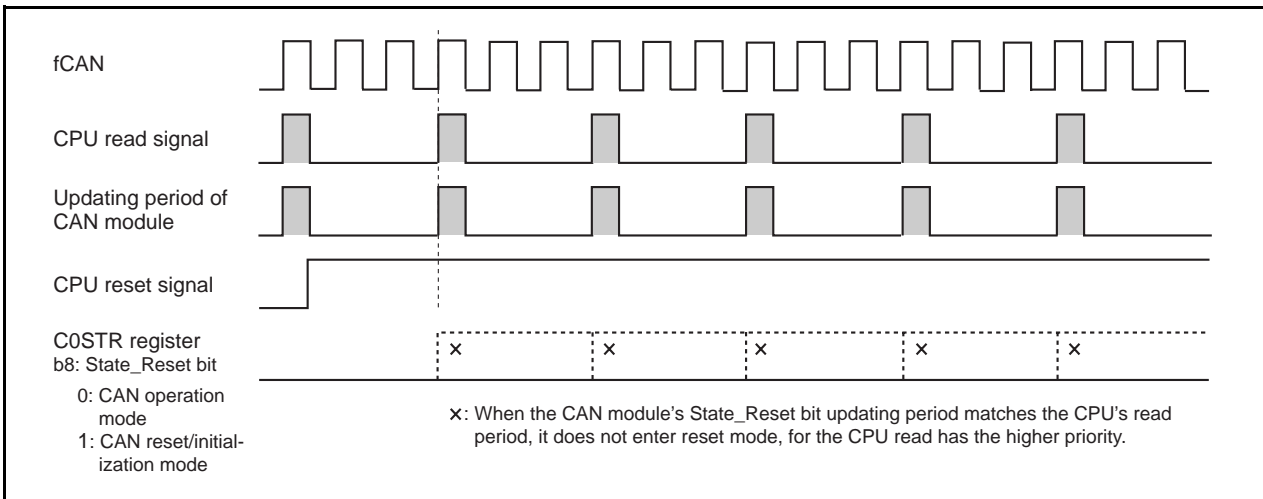 fCAN
CPU read signal
Updating period of
CAN module
CPU reset signal
C0STR register
b8: State_Reset bit
0: CAN operation
mode
1: CAN reset/initial-
ization mode
×
×
×
×
×
×: When the CAN module's State_Reset bit updating period matches the CPU's read
period, it does not enter reset mode, for the CPU read has the higher priority.